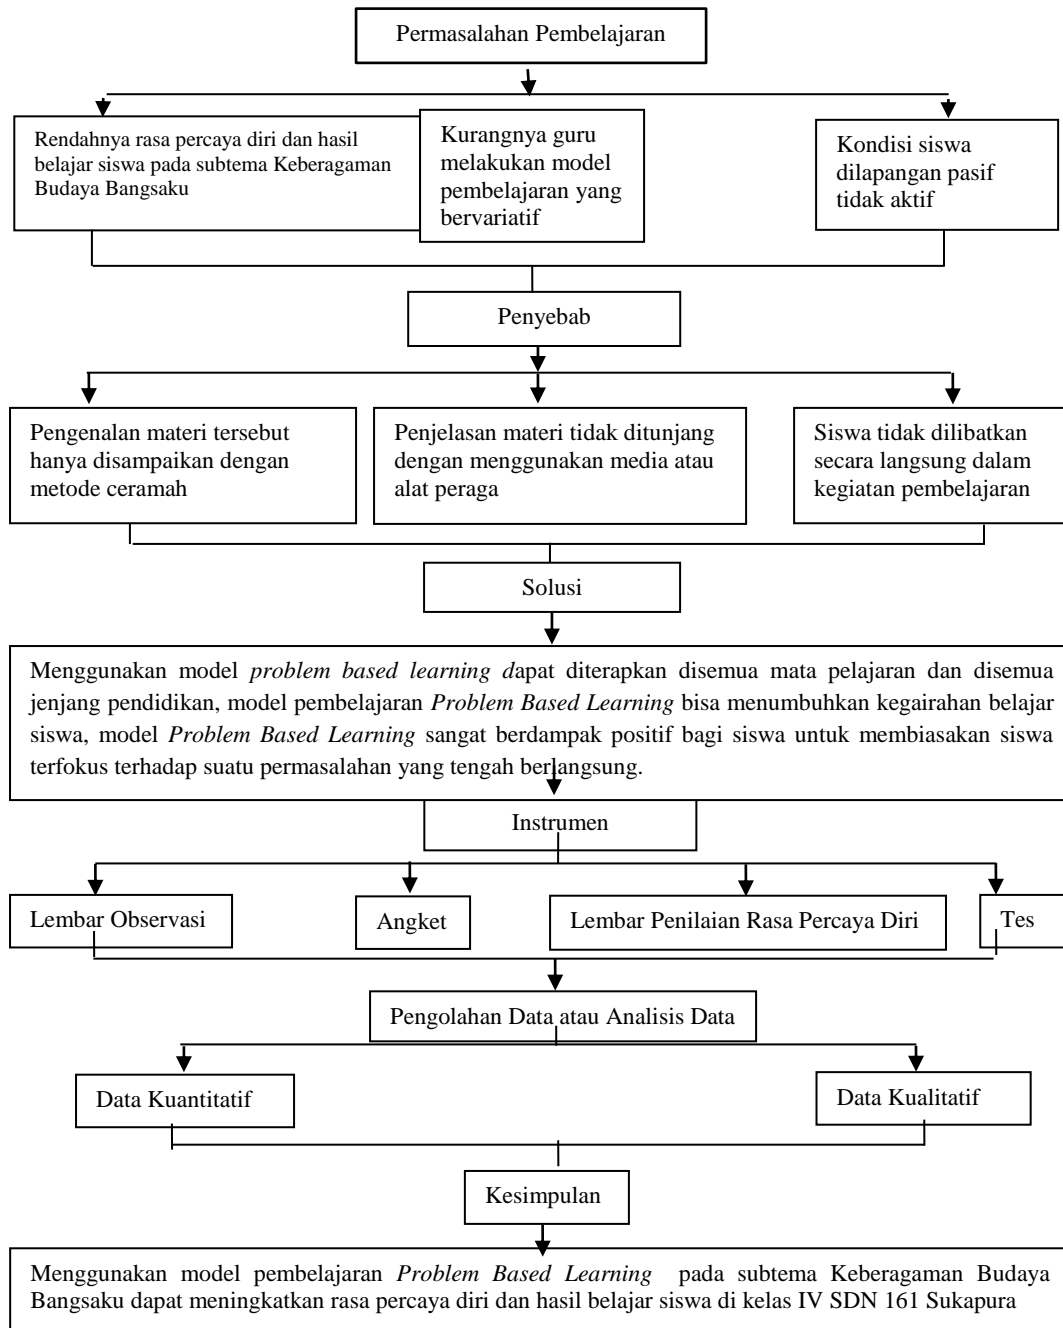 Permasalahan Pembelajaran
Rendahnya rasa percaya diri dan hasil
belajar siswa pada subtema Keberagaman
Budaya Bangsaku
Kurangnya guru
melakukan model
pembelajaran yang
bervariatif
Kondisi siswa
dilapangan pasif
tidak aktif
Penyebab
Pengenalan materi tersebut
hanya disampaikan dengan
metode ceramah
Penjelasan materi tidak ditunjang
dengan menggunakan media atau
alat peraga
Siswa tidak dilibatkan
secara langsung dalam
kegiatan pembelajaran
Solusi
Menggunakan model problem based learning dapat diterapkan disemua mata pelajaran dan disemua
jenjang pendidikan, model pembelajaran Problem Based Learning bisa menumbuhkan kegairahan belajar
siswa, model Problem Based Learning sangat berdampak positif bagi siswa untuk membiasakan siswa
terfokus terhadap suatu permasalahan yang tengah berlangsung.
Instrumen
Lembar Observasi
Angket
Lembar Penilaian Rasa Percaya Diri
Tes
Pengolahan Data atau Analisis Data
Data Kuantitatif
Data Kualitatif
Kesimpulan
Menggunakan model pembelajaran Problem Based Learning pada subtema Keberagaman Budaya
Bangsaku dapat meningkatkan rasa percaya diri dan hasil belajar siswa di kelas IV SDN 161 Sukapura